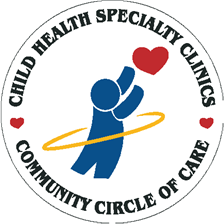 CHILD HEALTH SPECIALTY CLINICS
COMMUNITY CIRCLE OF CARE